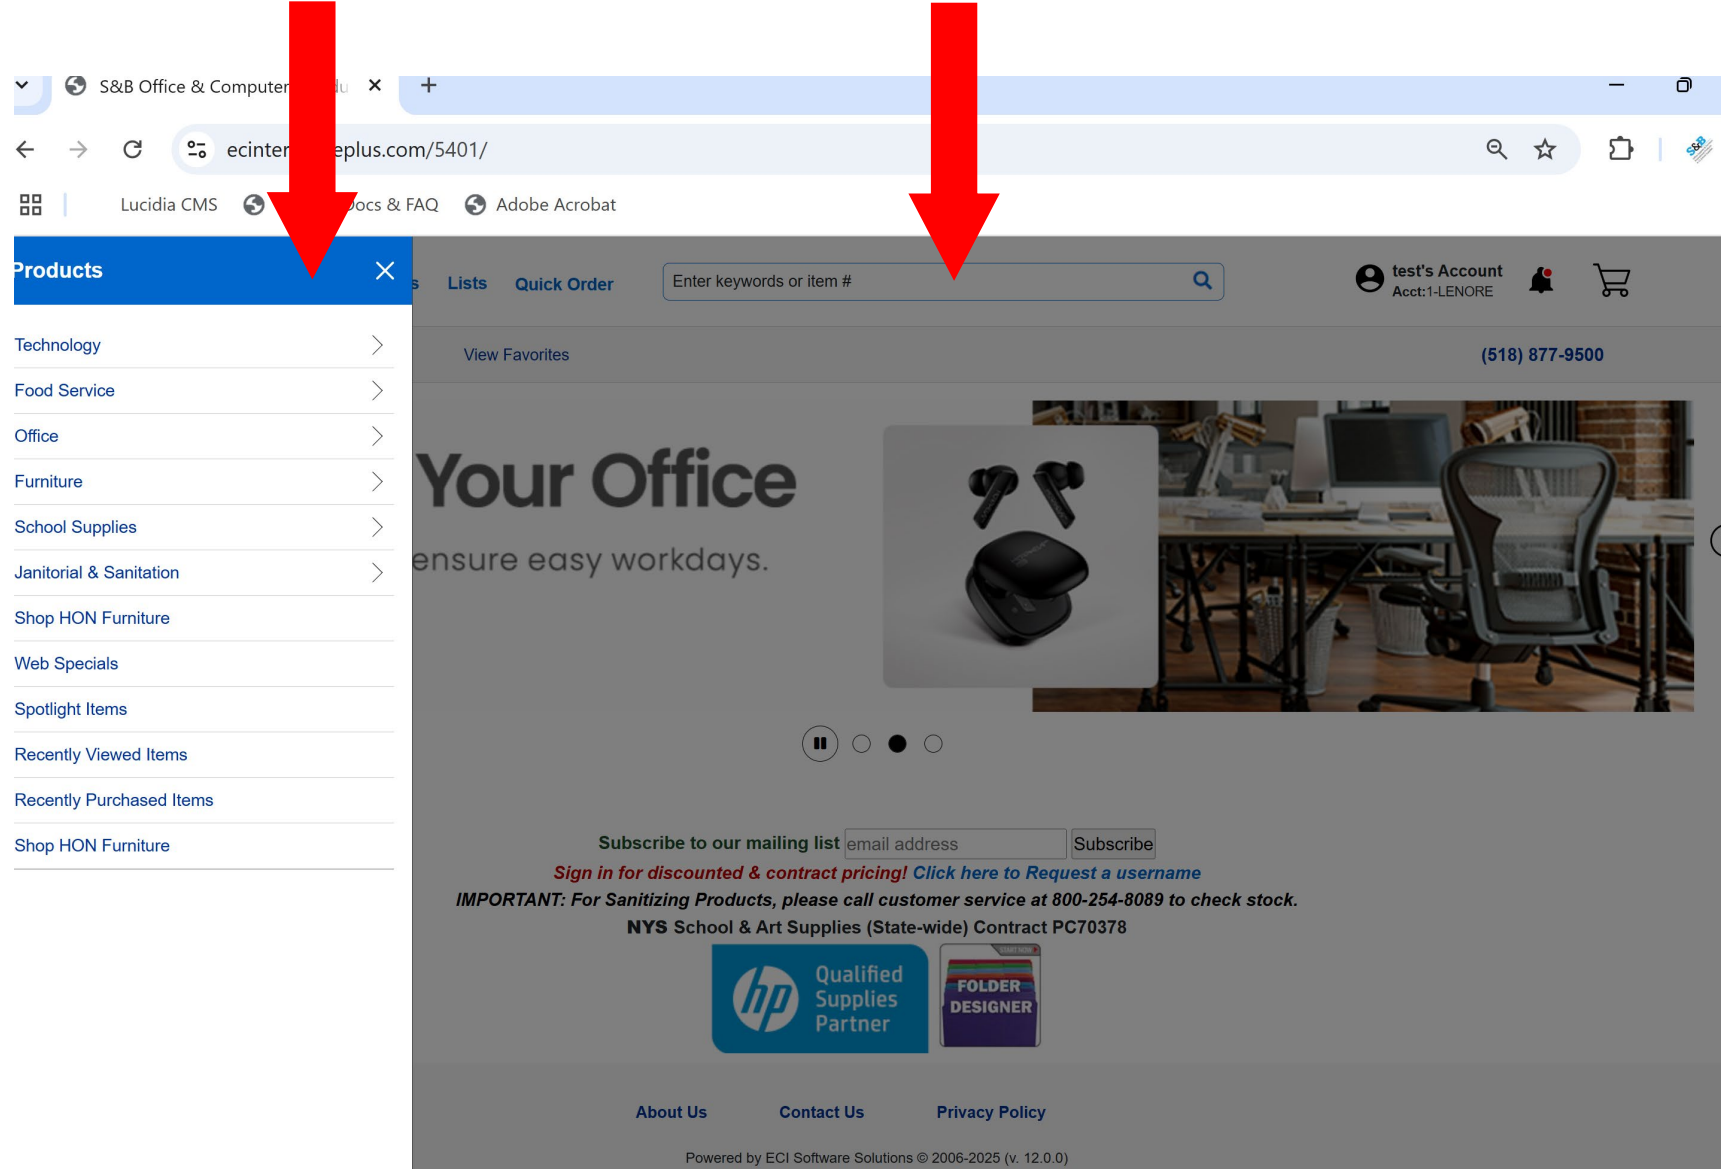 S&B Office & Computer
ecinter eplus.com/5401/
Lucidia CMS Docs & FAQ Adobe Acrobat
S&B
Products
s Lists Quick Order Enter keywords or item # test's Account
Acct:1-LENORE
View Favorites (518) 877-9500
Technology
Food Service
Office
Furniture
School Supplies
Janitorial & Sanitation
Shop HON Furniture
Web Specials
Spotlight Items
Recently Viewed Items
Recently Purchased Items
Shop HON Furniture
Your Office
ensure easy workdays.
Subscribe to our mailing list email address Subscribe
Sign in for discounted & contract pricing! Click here to Request a username
IMPORTANT: For Sanitizing Products, please call customer service at 800-254-8089 to check stock.
NYS School & Art Supplies (State-wide) Contract PC70378
hp Qualified
Supplies
Partner
START NOW
FOLDER
DESIGNER
About Us Contact Us Privacy Policy
Powered by ECI Software Solutions © 2006-2025 (v. 12.0.0)